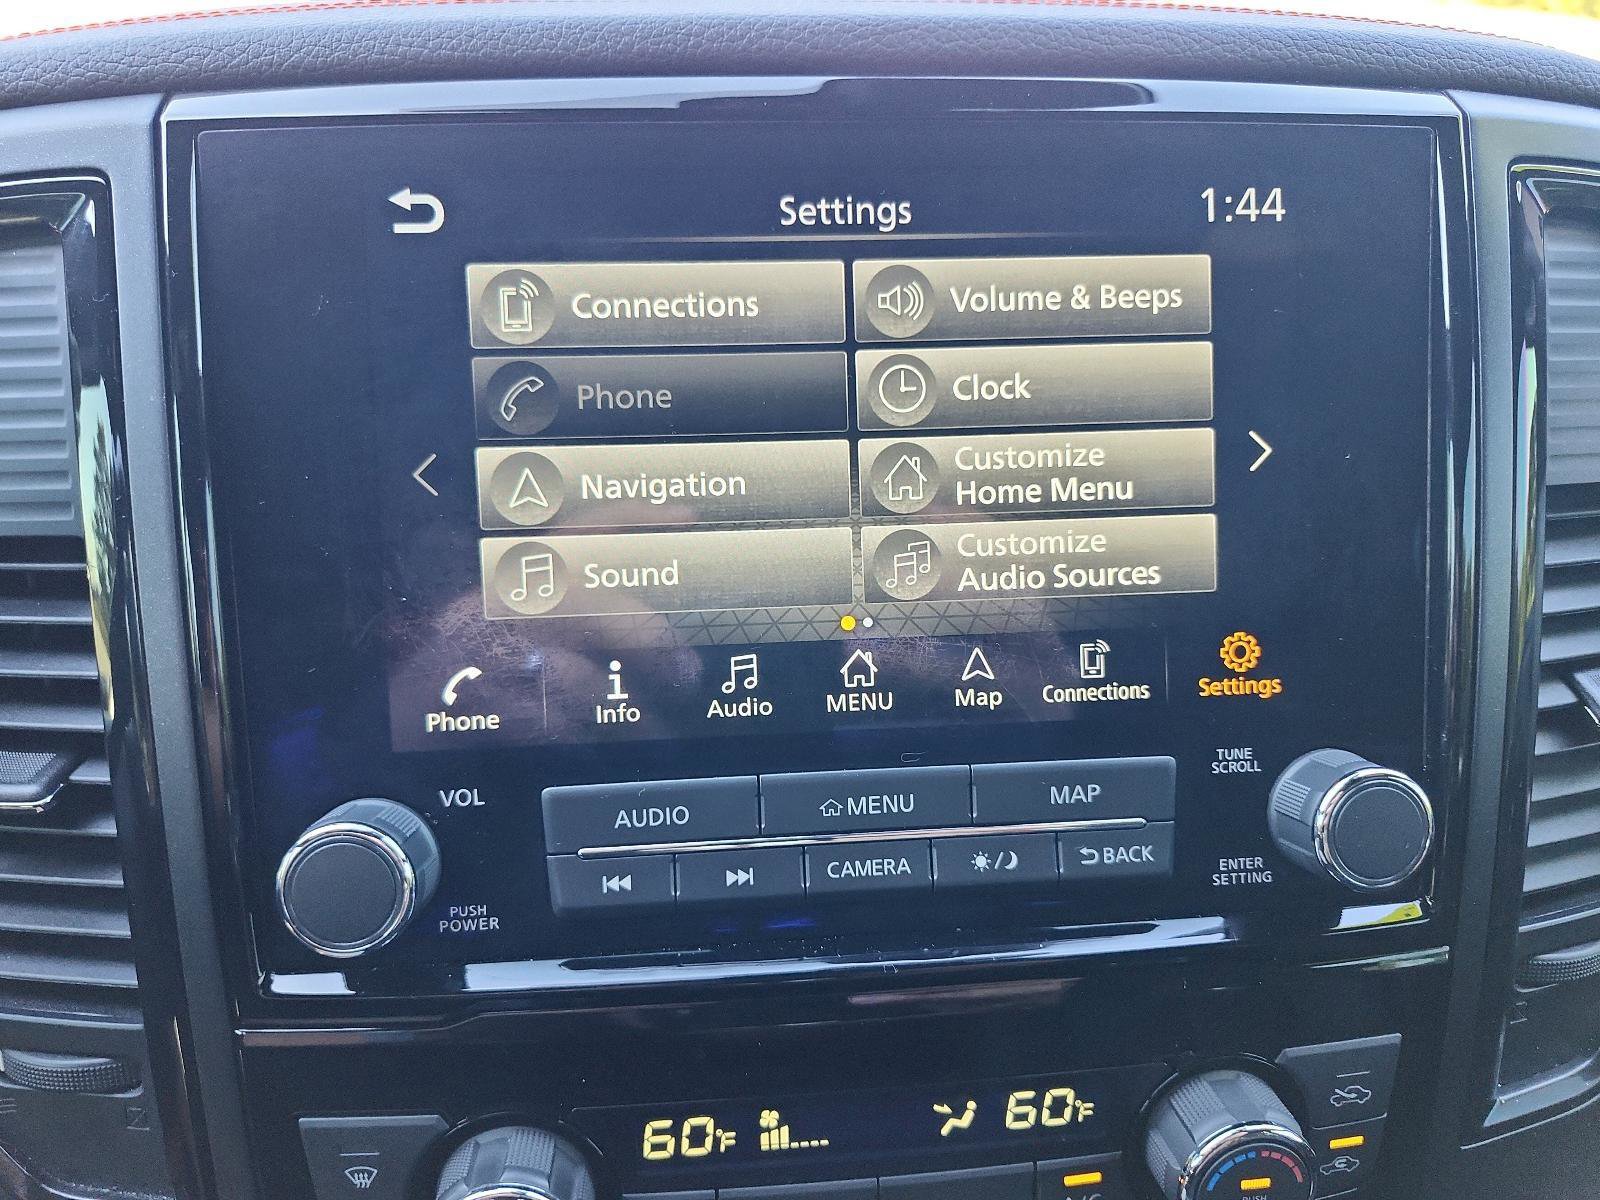 Settings
1:44
Connections
Volume & Beeps
Phone
Clock
Navigation
Customize
Home Menu
Sound
Customize
Audio Sources
Phone
Info
Audio
MENU
Map
Connections
Settings
VOL
PUSH
POWER
AUDIO
MENU
MAP
CAMERA
BACK
TUNE
SCROLL
ENTER
SETTING
60°F
60°F
PUSH